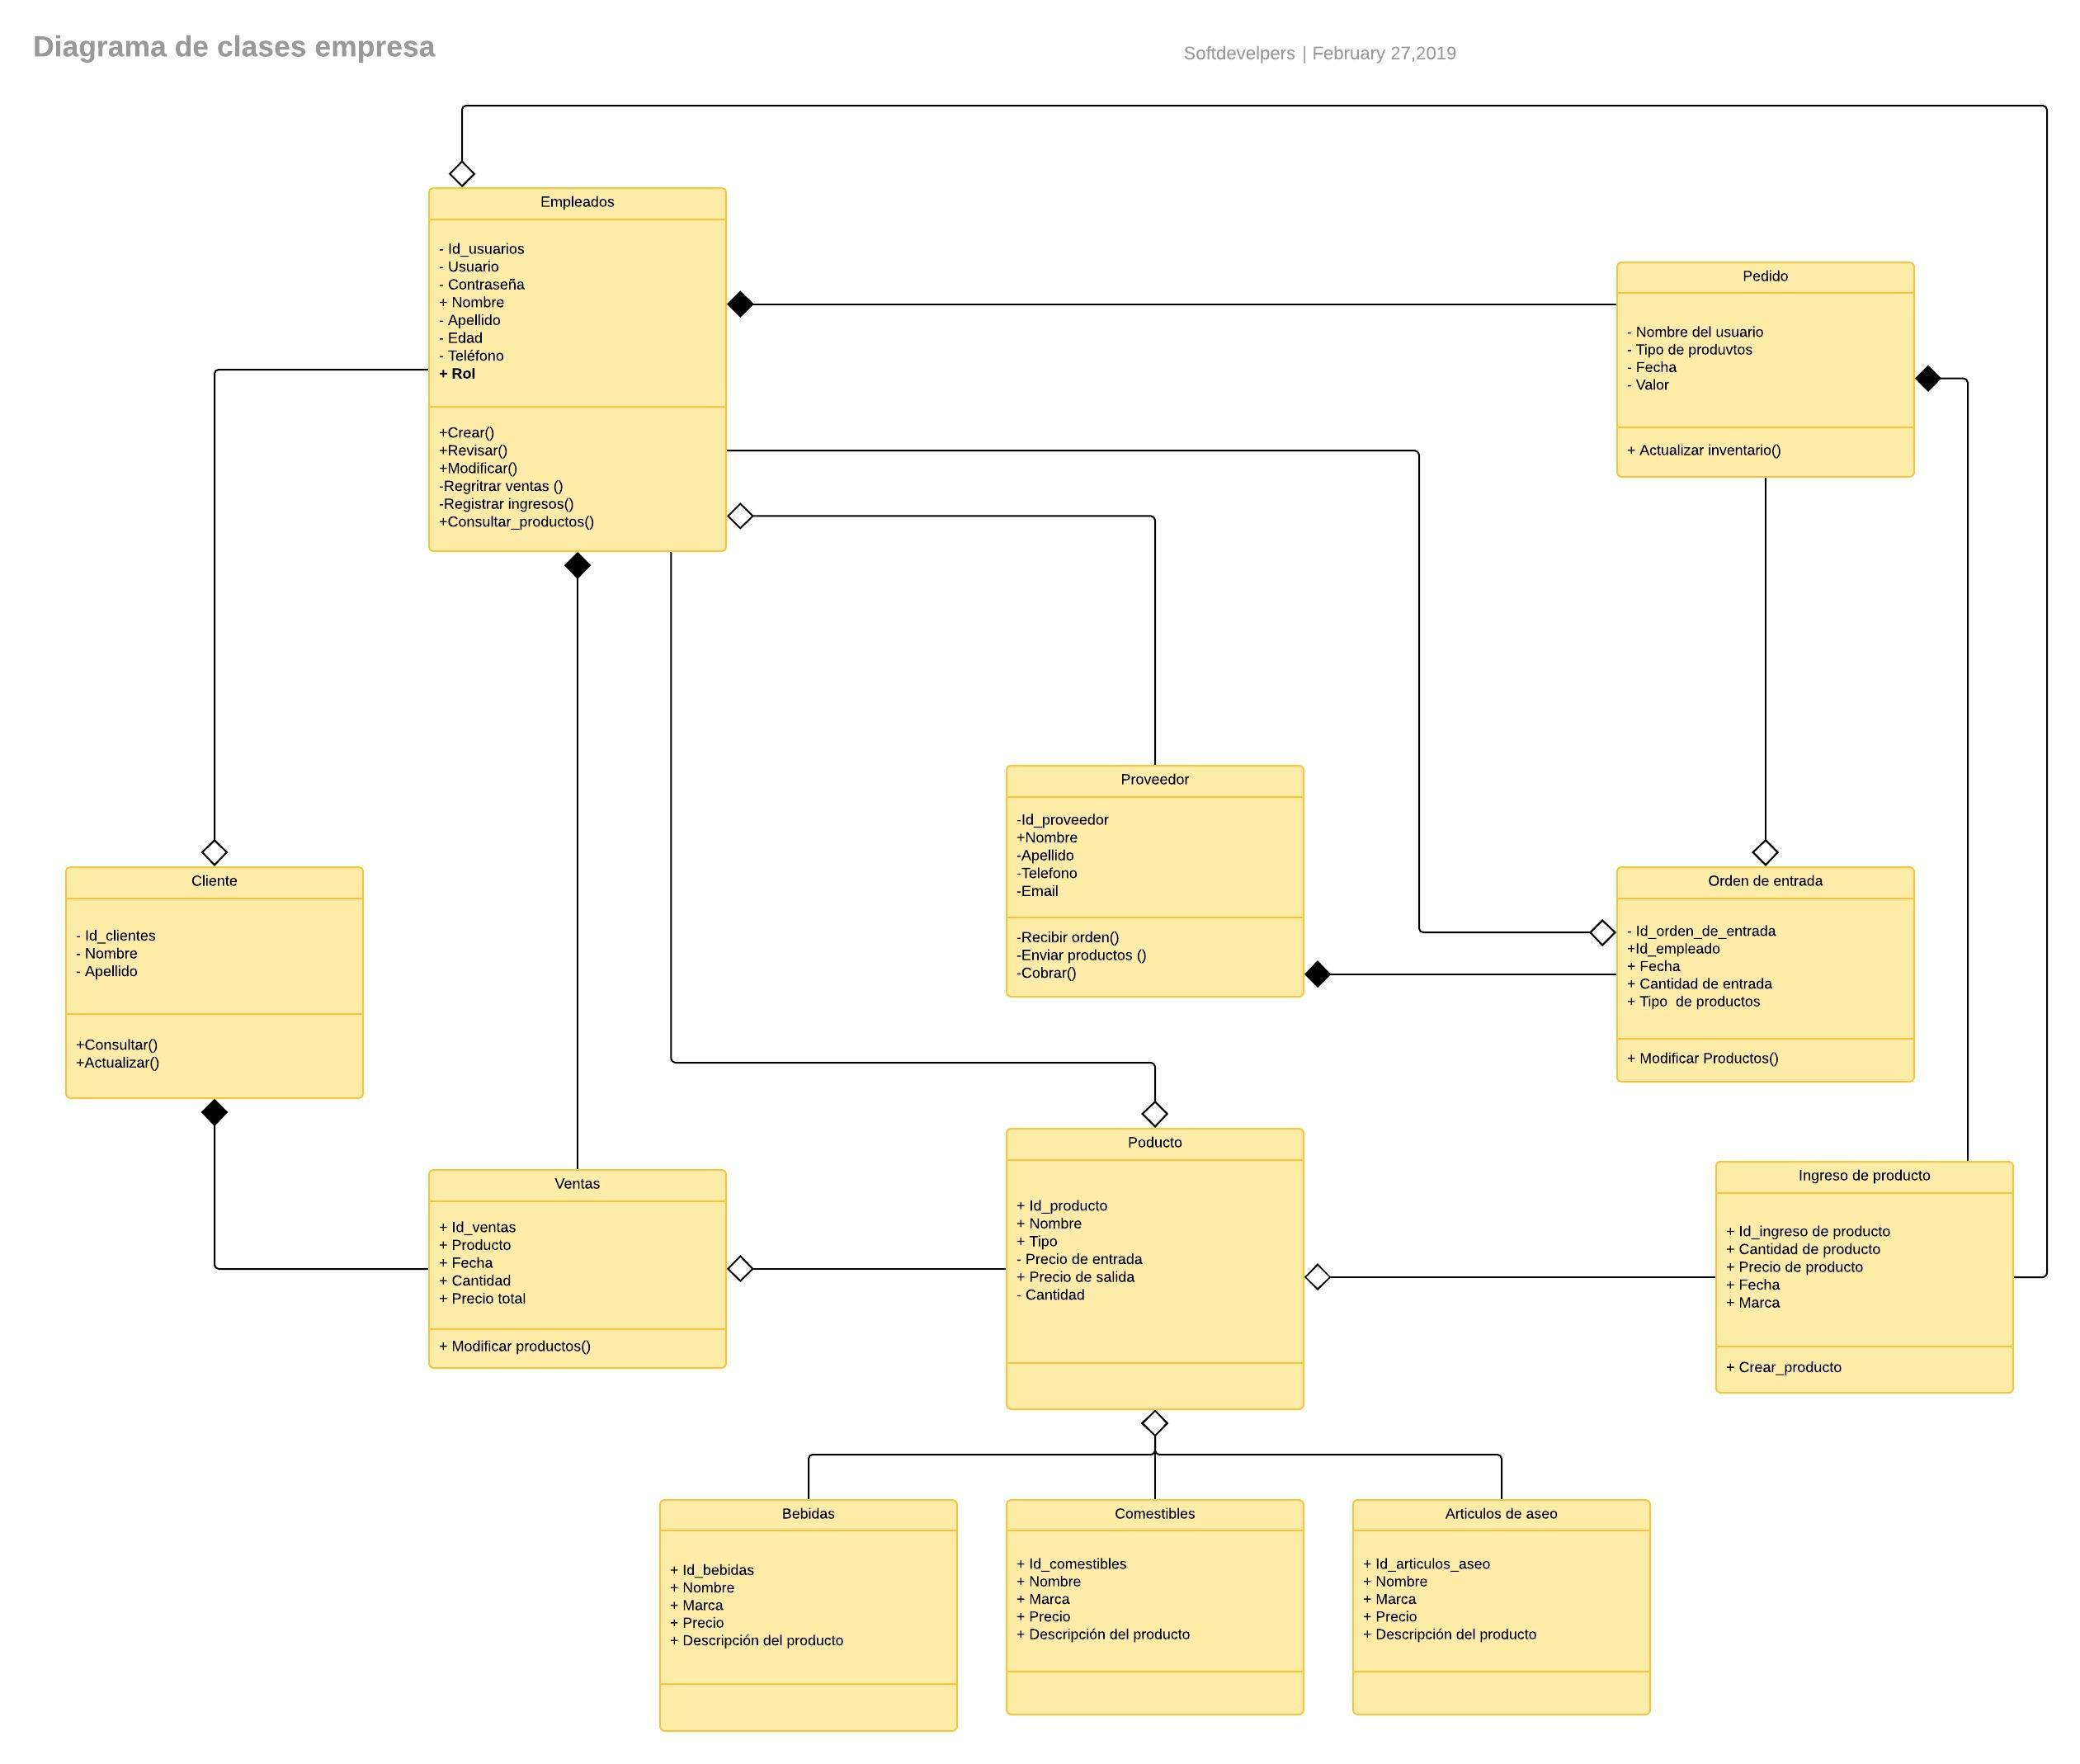 Diagrama de clases empresa
Softdevelpers | February 27,2019
Empleados
- Id_usuarios
- Usuario
- Contraseña
+ Nombre
- Apellido
- Edad
- Teléfono
+ Rol
+Crear()
+Revisar()
+Modificar()
-Regritrar ventas ()
-Registrar ingresos()
+Consultar_productos()
Pedido
- Nombre del usuario
- Tipo de produvtos
- Fecha
- Valor
+ Actualizar inventario()
Proveedor
-Id_proveedor
+Nombre
-Apellido
-Telefono
-Email
-Recibir orden()
-Enviar productos ()
-Cobrar()
Cliente
- Id_clientes
- Nombre
- Apellido
+Consultar()
+Actualizar()
Orden de entrada
- Id_orden_de_entrada
+Id_empleado
+ Fecha
+ Cantidad de entrada
+ Tipo  de productos
+ Modificar Productos()
Ventas
+ Id_ventas
+ Producto
+ Fecha
+ Cantidad
+ Precio total
+ Modificar productos()
Poducto
+ Id_producto
+ Nombre
+ Tipo
- Precio de entrada
+ Precio de salida
- Cantidad
Ingreso de producto
+ Id_ingreso de producto
+ Cantidad de producto
+ Precio de producto
+ Fecha
+ Marca
+ Crear_producto
Bebidas
+ Id_bebidas
+ Nombre
+ Marca
+ Precio
+ Descripción del producto
Comestibles
+ Id_comestibles
+ Nombre
+ Marca
+ Precio
+ Descripción del producto
Articulos de aseo
+ Id_articulos_aseo
+ Nombre
+ Marca
+ Precio
+ Descripción del producto